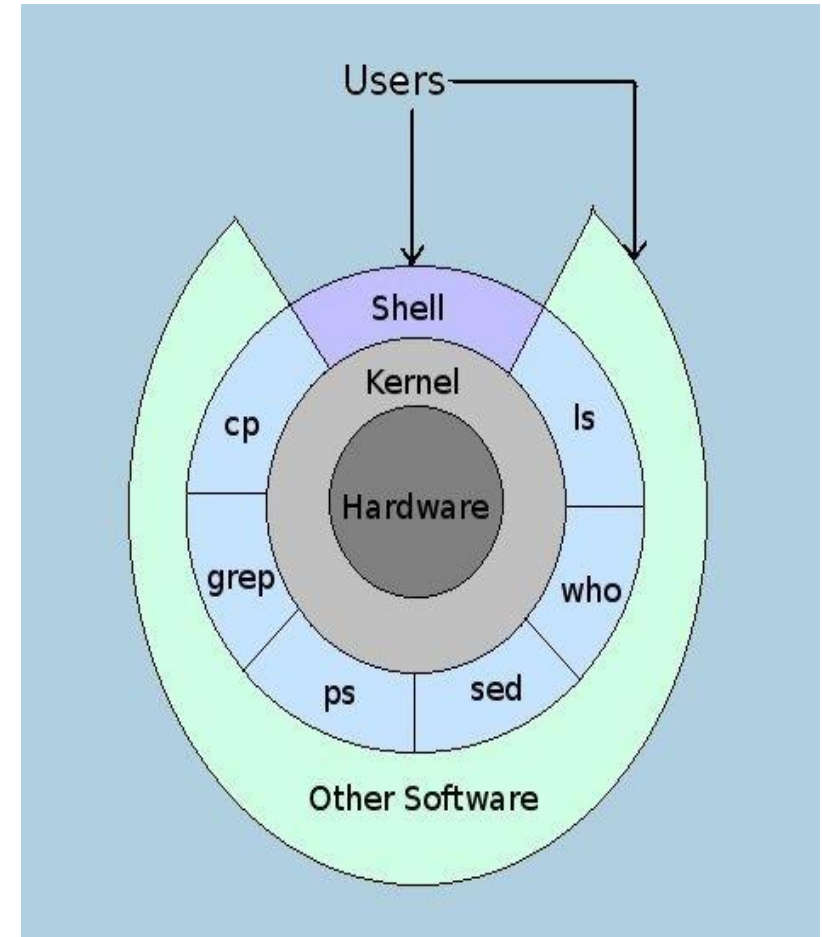 Users
Shell
Kernel
cp
ls
Hardware
grep
who
ps
sed
Other Software